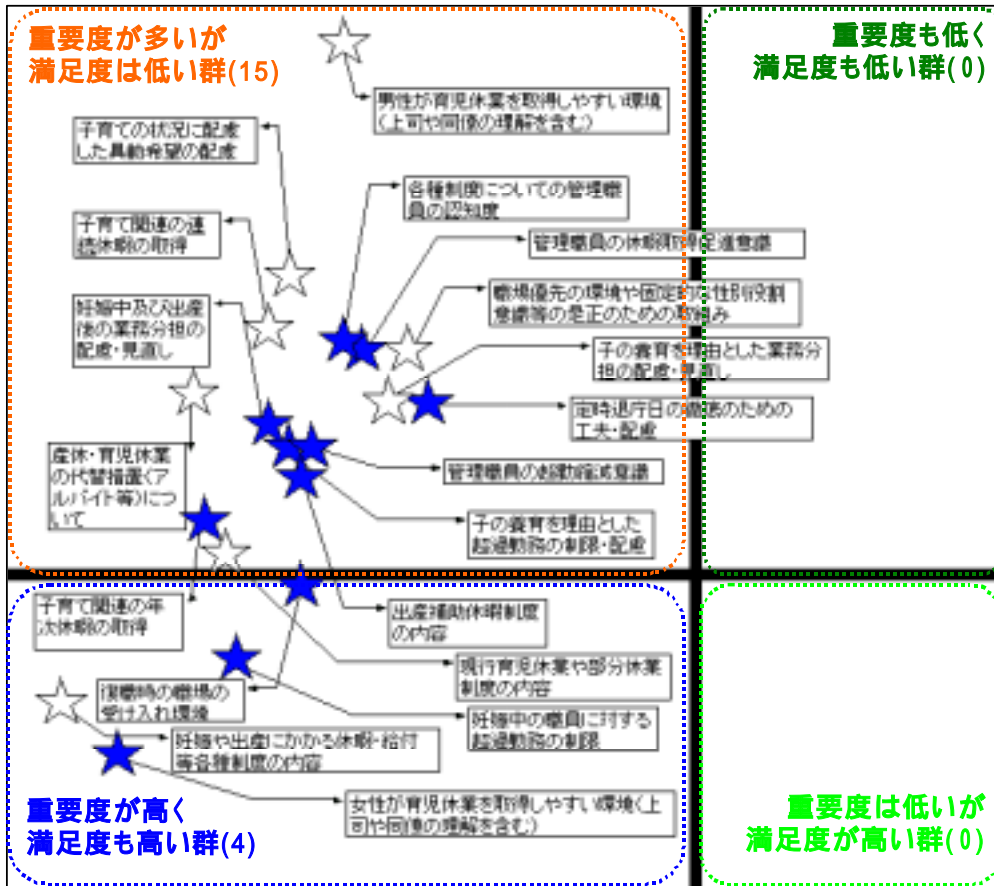 重要度が多いが
満足度は低い群(15)
重要度も低く
満足度も低い群(0)
男性が育児休業を取得しやすい環境
(上司や同僚の理解を含む)
子育ての状況に配慮
した異動希望の配慮
各種制度についての管理職
員の認知度
子育て関連の連
続休暇の取得
管理職員の休暇取得促進意識
職場優先の環境や固定的な性別役割
意識等の是正のための取組み
妊娠中及び出産
後の業務分担の
配慮・見直し
子の養育を理由とした業務分
担の配慮・見直し
定時退庁日の徹底のための
工夫・配慮
産休・育児休業
の代替措置(ア
ルバイト等)につ
いて
管理職員の超勤縮減意識
子の養育を理由とした
超過勤務の制限・配慮
子育て関連の年
次休暇の取得
出産補助休暇制度
の内容
現行育児休業や部分休業
制度の内容
復職時の職場の
受け入れ環境
妊娠中の職員に対する
超過勤務の制限
妊娠や出産にかかる休暇・給付
等各種制度の内容
女性が育児休業を取得しやすい環境(上
司や同僚の理解を含む)
重要度が高く
満足度も高い群(4)
重要度は低いが
満足度が高い群(0)